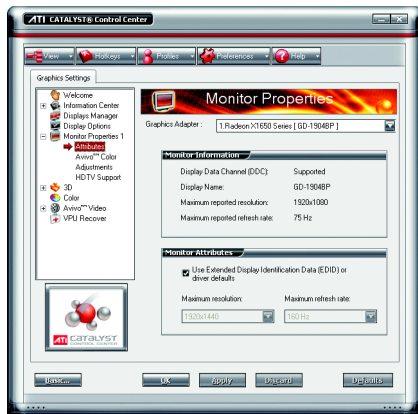 ATI CATALYST® Control Center
View Hotkeys Profiles Preferences Help
Graphics Settings
Welcome
Information Center
Displays Manager
Display Options
Monitor Properties 1
Attributes
Avivo™ Color
Adjustments
HDTV Support
3D
Color
Avivo™ Video
VPU Recover
ATI CATALYST
CONTROL CENTER
Monitor Properties
Graphics Adapter : 1.Radeon X1650 Series [ GD-1904BP ]
Monitor Information
Display Data Channel (DDC): Supported
Display Name: GD-1904BP
Maximum reported resolution: 1920x1080
Maximum reported refresh rate: 75 Hz
Monitor Attributes
Use Extended Display Identification Data (EDID) or
driver defaults
Maximum resolution: Maximum refresh rate:
1920x1440 160 Hz
Basic... OK Apply Discard Defaults